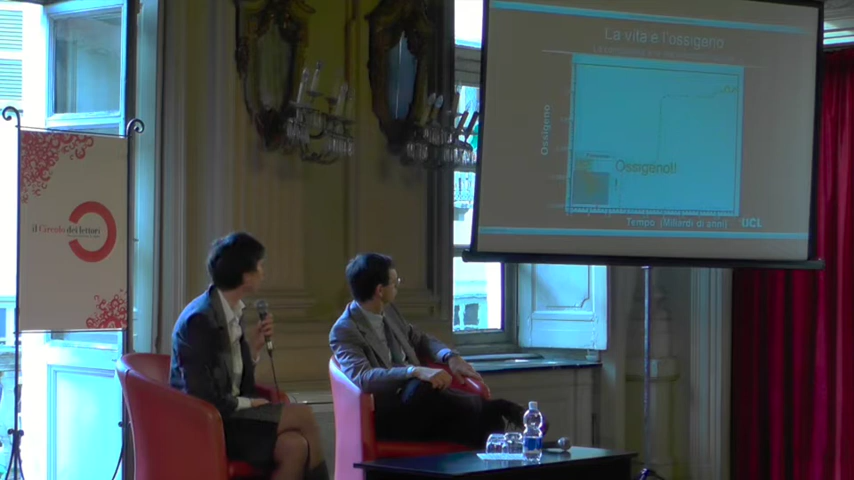 La vita e l'ossigeno
Ossigeno
Ossigeno!!
Tempo (Miliardi di anni)
UCL
il Circolo dei lettori